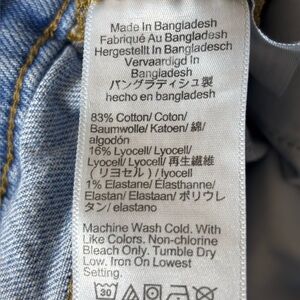 Made In Bangladesh
Fabriqué Au Bangladesh
Hergestellt In Bangladesch
Vervaardigd In
Bangladesh
バングラディシュ製
hecho en bangladesh
83% Cotton/ Coton/
Baumwolle/ Katoen/ 綿/
algodón
16% Lyocell/ Lyocell/
Lyocell/ Lyocell/ 再生繊維
(リヨセル) /lyocell
1% Elastane/ Elasthanne/
Elastan/ Elastaan/ ポリウレ
タン/ elastano
Machine Wash Cold. With
Like Colors. Non-chlorine
Bleach Only. Tumble Dry
Low. Iron On Lowest
Setting.
30